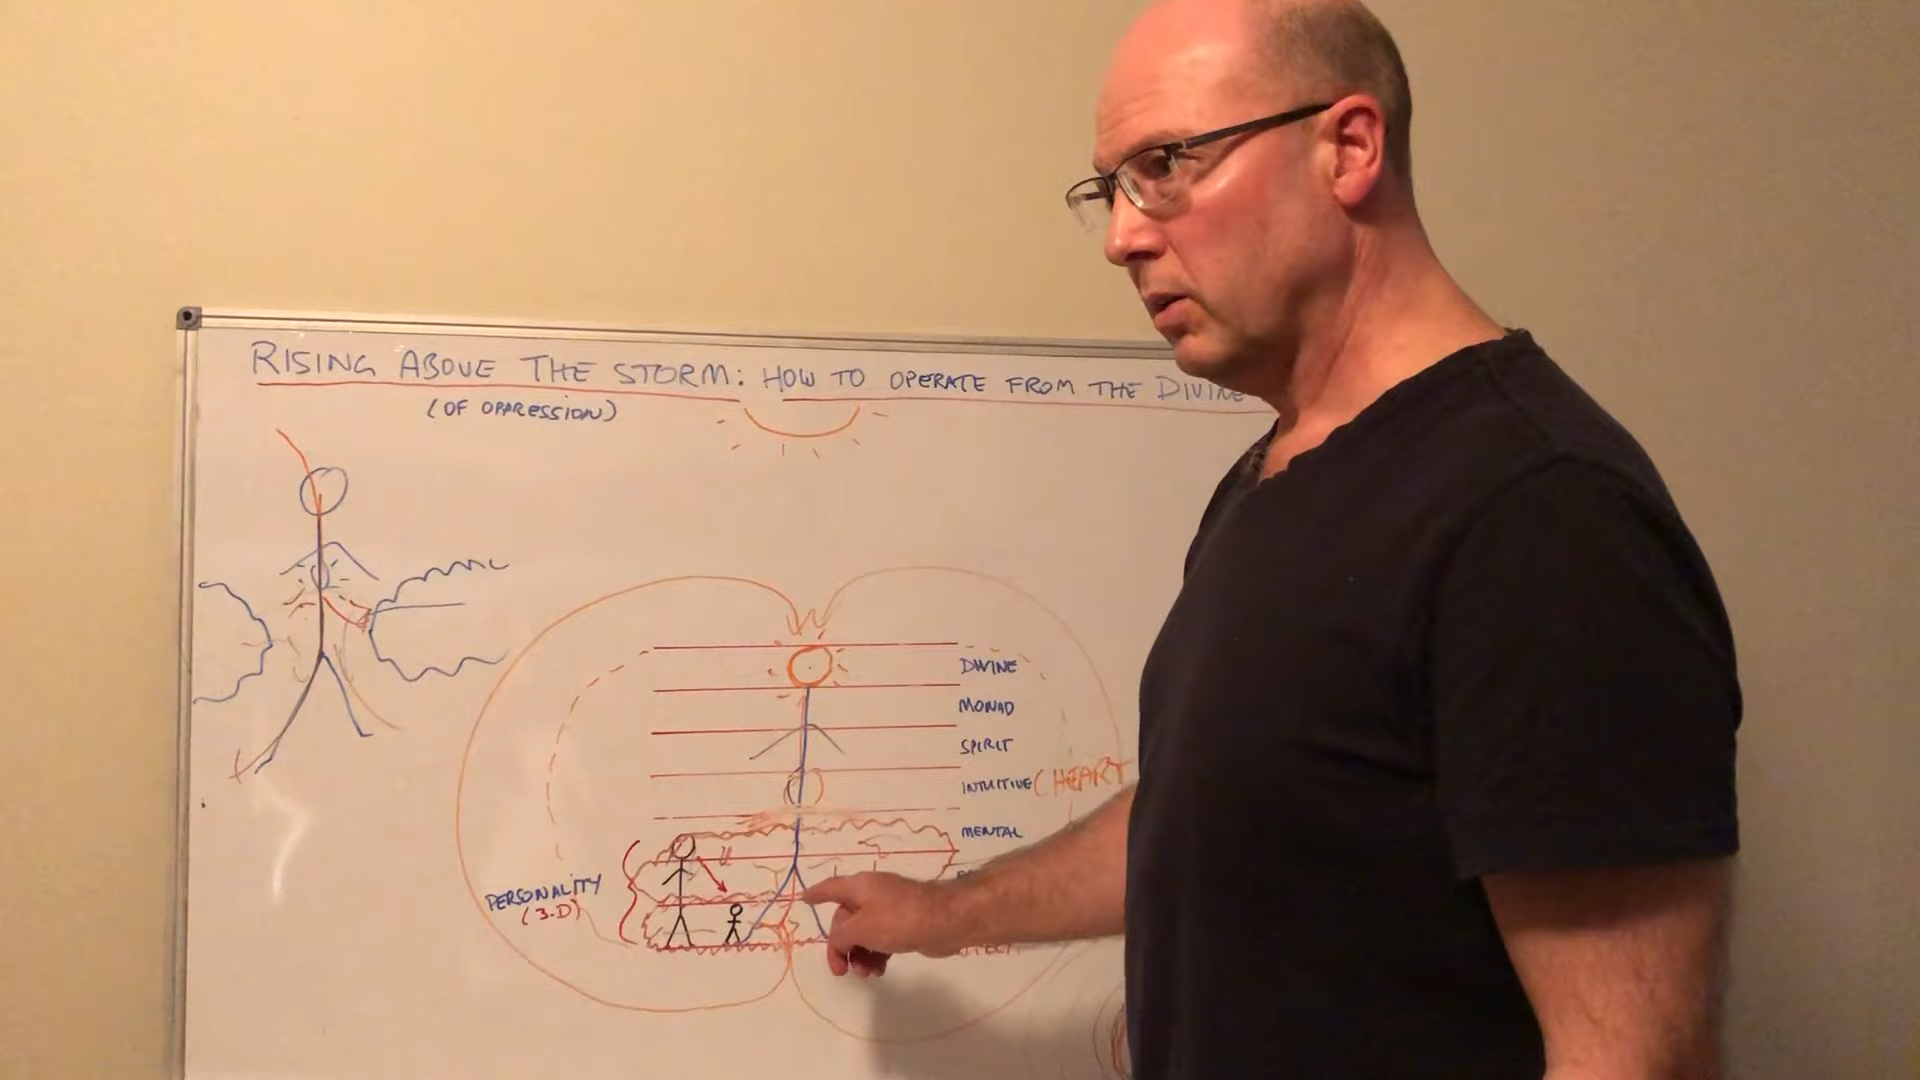 RISING ABOVE THE STORM: HOW TO OPERATE FROM THE DIVINE
(OF OPPRESSION)
DIVINE
MONAD
SPIRIT
INTUITIVE (HEART
MENTAL
PERSONALITY
(3-D)